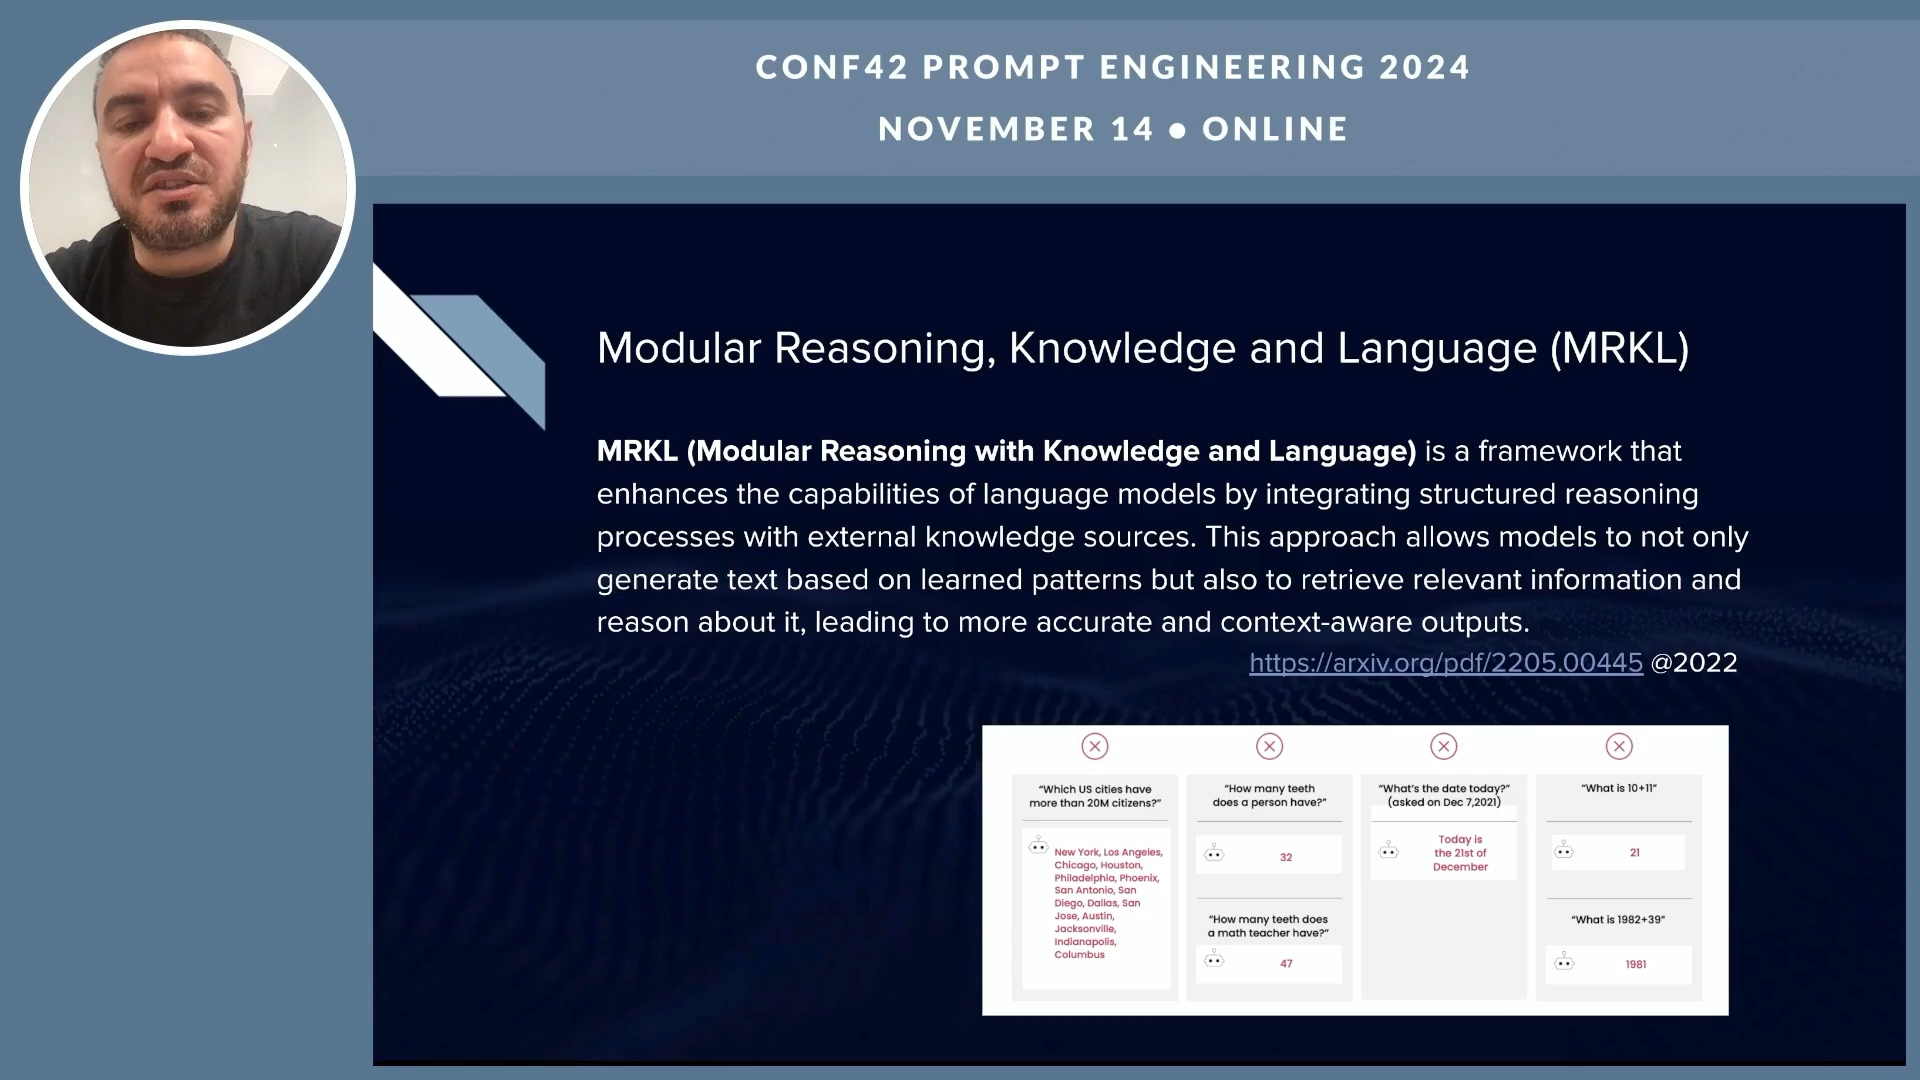 CONF42 PROMPT ENGINEERING 2024
NOVEMBER 14 ● ONLINE
Modular Reasoning, Knowledge and Language (MRKL)
MRKL (Modular Reasoning with Knowledge and Language) is a framework that
enhances the capabilities of language models by integrating structured reasoning
processes with external knowledge sources. This approach allows models to not only
generate text based on learned patterns but also to retrieve relevant information and
reason about it, leading to more accurate and context-aware outputs.
https://arxiv.org/pdf/2205.00445 @2022
“Which US cities have
more than 20M citizens?”
New York, Los Angeles,
Chicago, Houston,
Philadelphia, Phoenix,
San Antonio, San
Diego, Dallas, San
Jose, Austin,
Jacksonville,
Indianapolis,
Columbus
“How many teeth
does a person have?”
32
“How many teeth does
a math teacher have?”
47
“What’s the date today?”
(asked on Dec 7,2021)
Today is
the 21st of
December
“What is 10+11”
21
“What is 1982+39”
1981